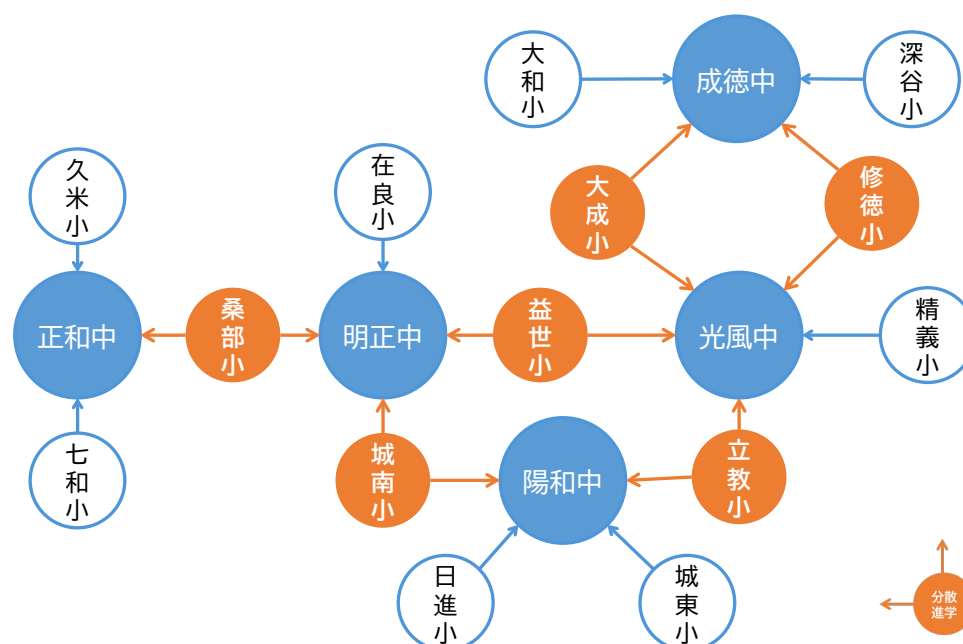 大和小
成徳中
深谷小
久米小
在良小
大成小
修徳小
正和中
桑部小
明正中
益世小
光風中
精義小
七和小
城南小
陽和中
立教小
日進小
城東小
分散
進学